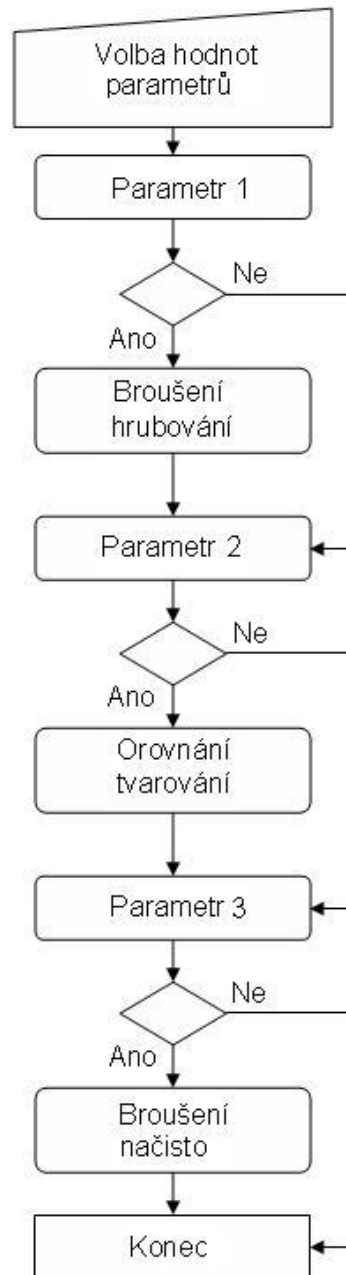 Volba hodnot
parametrů
Parametr 1
Ne
Ano
Broušení
hrubování
Parametr 2
Ne
Ano
Orovnání
tvarování
Parametr 3
Ne
Ano
Broušení
načisto
Konec